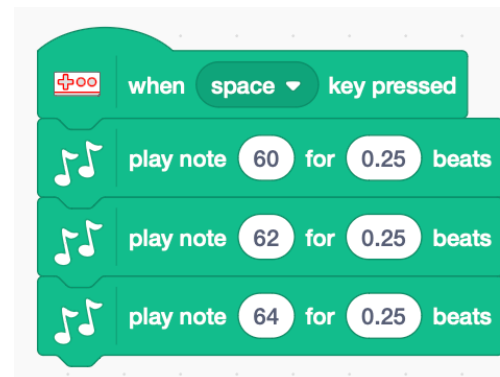 when space key pressed
play note 60 for 0.25 beats
play note 62 for 0.25 beats
play note 64 for 0.25 beats